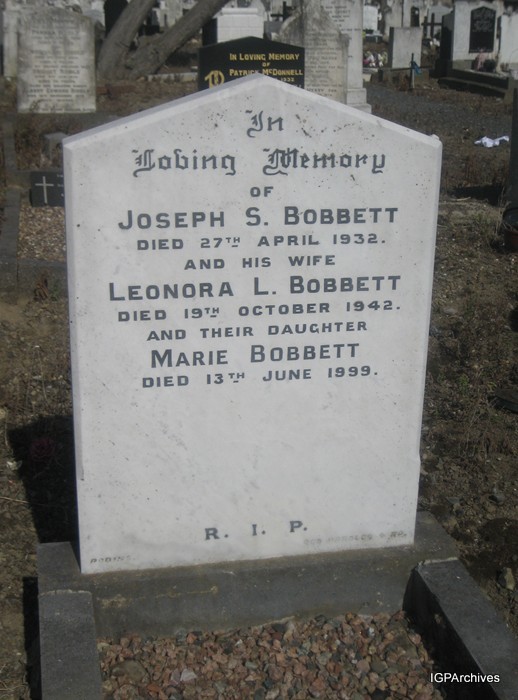 In Loving Memory
OF
PATRICK McDONNELL
In
Loving Memory
OF
JOSEPH S. BOBBETT
DIED 27TH APRIL 1932.
AND HIS WIFE
LEONORA L. BOBBETT
DIED 19TH OCTOBER 1942.
AND THEIR DAUGHTER
MARIE BOBBETT
DIED 13TH JUNE 1999.
R. I. P.
IGPArchives